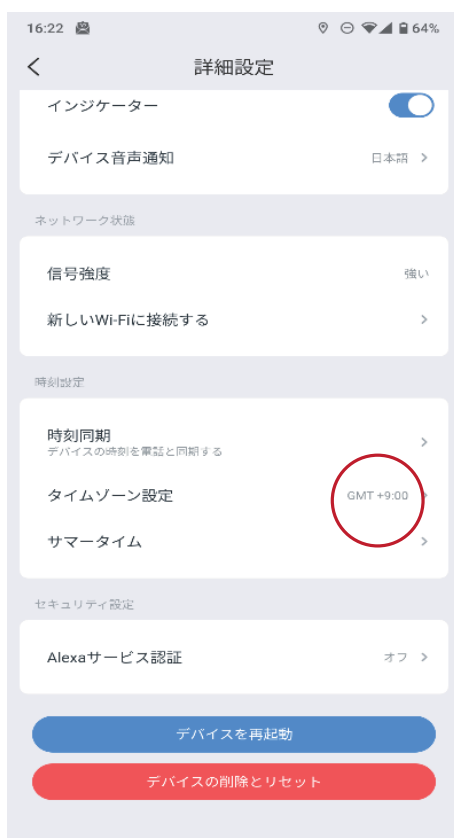 16:22 64%
詳細設定
インジケーター
デバイス音声通知 日本語
ネットワーク状態
信号強度 強い
新しいWi-Fiに接続する
時刻設定
時刻同期
デバイスの時刻を電話と同期する
タイムゾーン設定 GMT +9:00
サマータイム
セキュリティ設定
Alexaサービス認証 オフ
デバイスを再起動
デバイスの削除とリセット